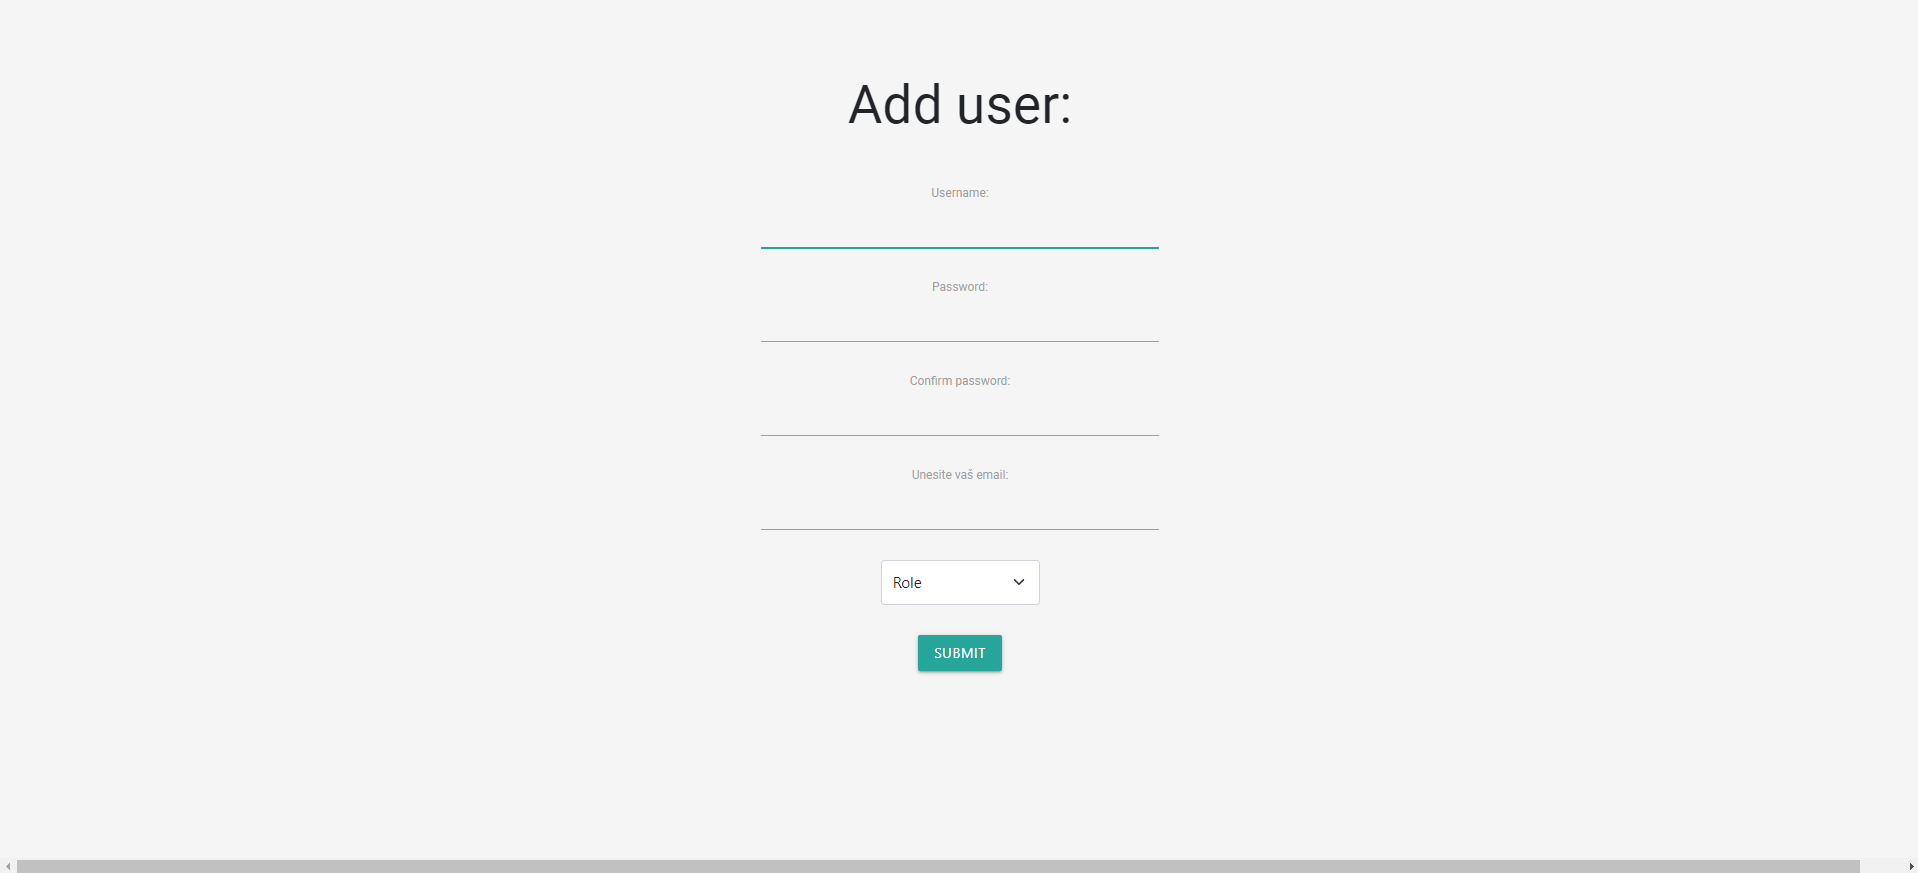 Add user:
Username:
Password:
Confirm password:
Unesite vaš email:
Role
SUBMIT